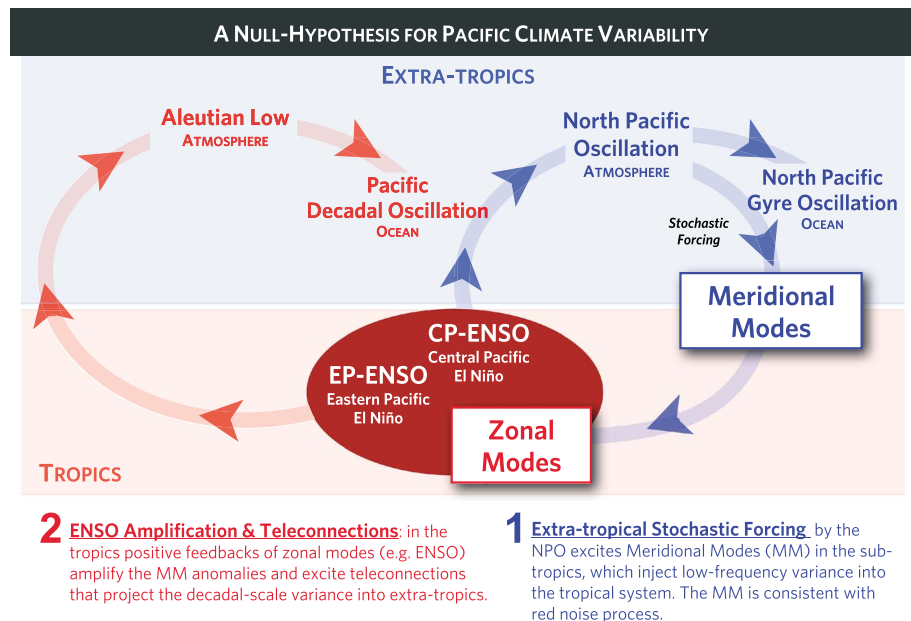 A NULL-HYPOTHESIS FOR PACIFIC CLIMATE VARIABILITY
EXTRA-TROPICS
Aleutian Low
ATMOSPHERE
Pacific
Decadal Oscillation
OCEAN
North Pacific
Oscillation
ATMOSPHERE
North Pacific
Gyre Oscillation
OCEAN
Stochastic
Forcing
Meridional
Modes
CP-ENSO
Central Pacific
El Niño
EP-ENSO
Eastern Pacific
El Niño
Zonal
Modes
TROPICS
2 ENSO Amplification & Teleconnections: in the
tropics positive feedbacks of zonal modes (e.g. ENSO)
amplify the MM anomalies and excite teleconnections
that project the decadal-scale variance into extra-tropics.
1 Extra-tropical Stochastic Forcing by the
NPO excites Meridional Modes (MM) in the sub-
tropics, which inject low-frequency variance into
the tropical system. The MM is consistent with
red noise process.